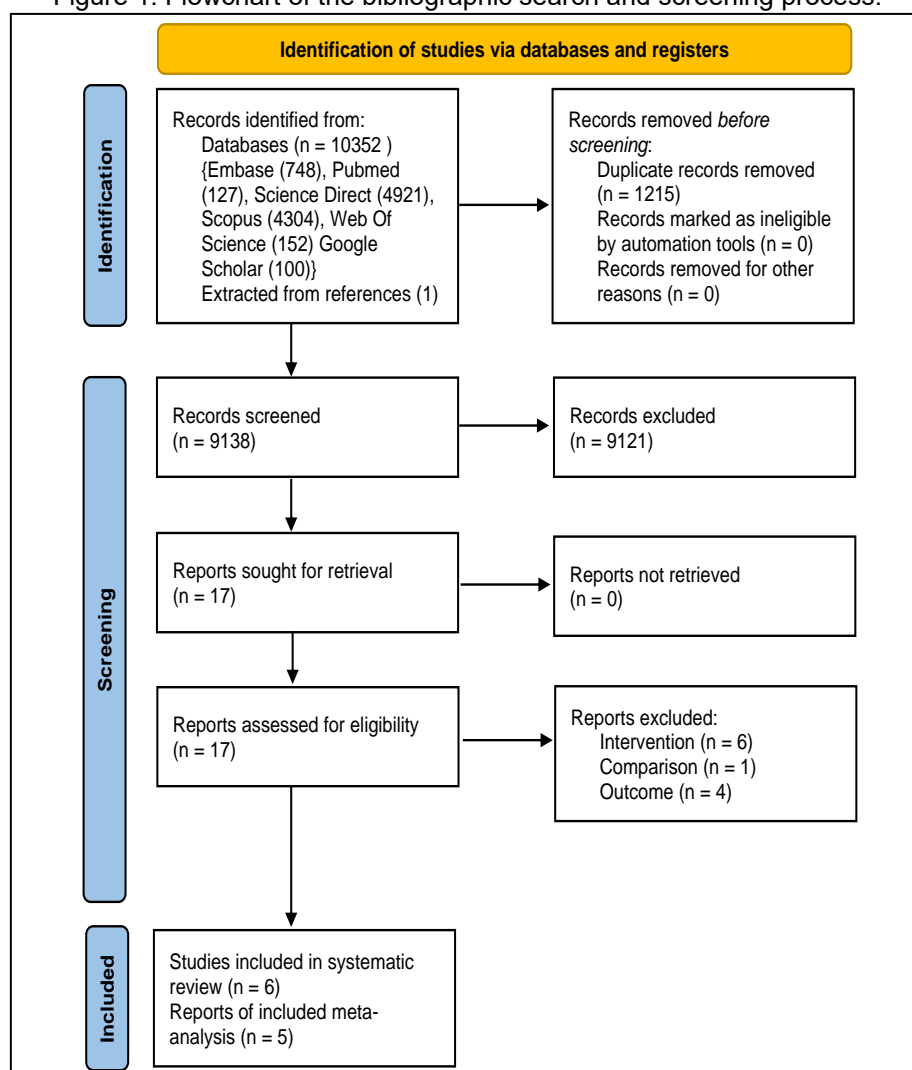 Figure 1. Flowchart of the bibliographic search and screening process.
Identification of studies via databases and registers
Identification
Records identified from:
Databases (n = 10352 )
{Embase (748), Pubmed
(127), Science Direct (4921),
Scopus (4304), Web Of
Science (152) Google
Scholar (100)}
Extracted from references (1)
Records removed before
screening:
Duplicate records removed
(n = 1215)
Records marked as ineligible
by automation tools (n = 0)
Records removed for other
reasons (n = 0)
Screening
Records screened
(n = 9138)
Records excluded
(n = 9121)
Reports sought for retrieval
(n = 17)
Reports not retrieved
(n = 0)
Reports assessed for eligibility
(n = 17)
Reports excluded:
Intervention (n = 6)
Comparison (n = 1)
Outcome (n = 4)
Included
Studies included in systematic
review (n = 6)
Reports of included meta-
analysis (n = 5)